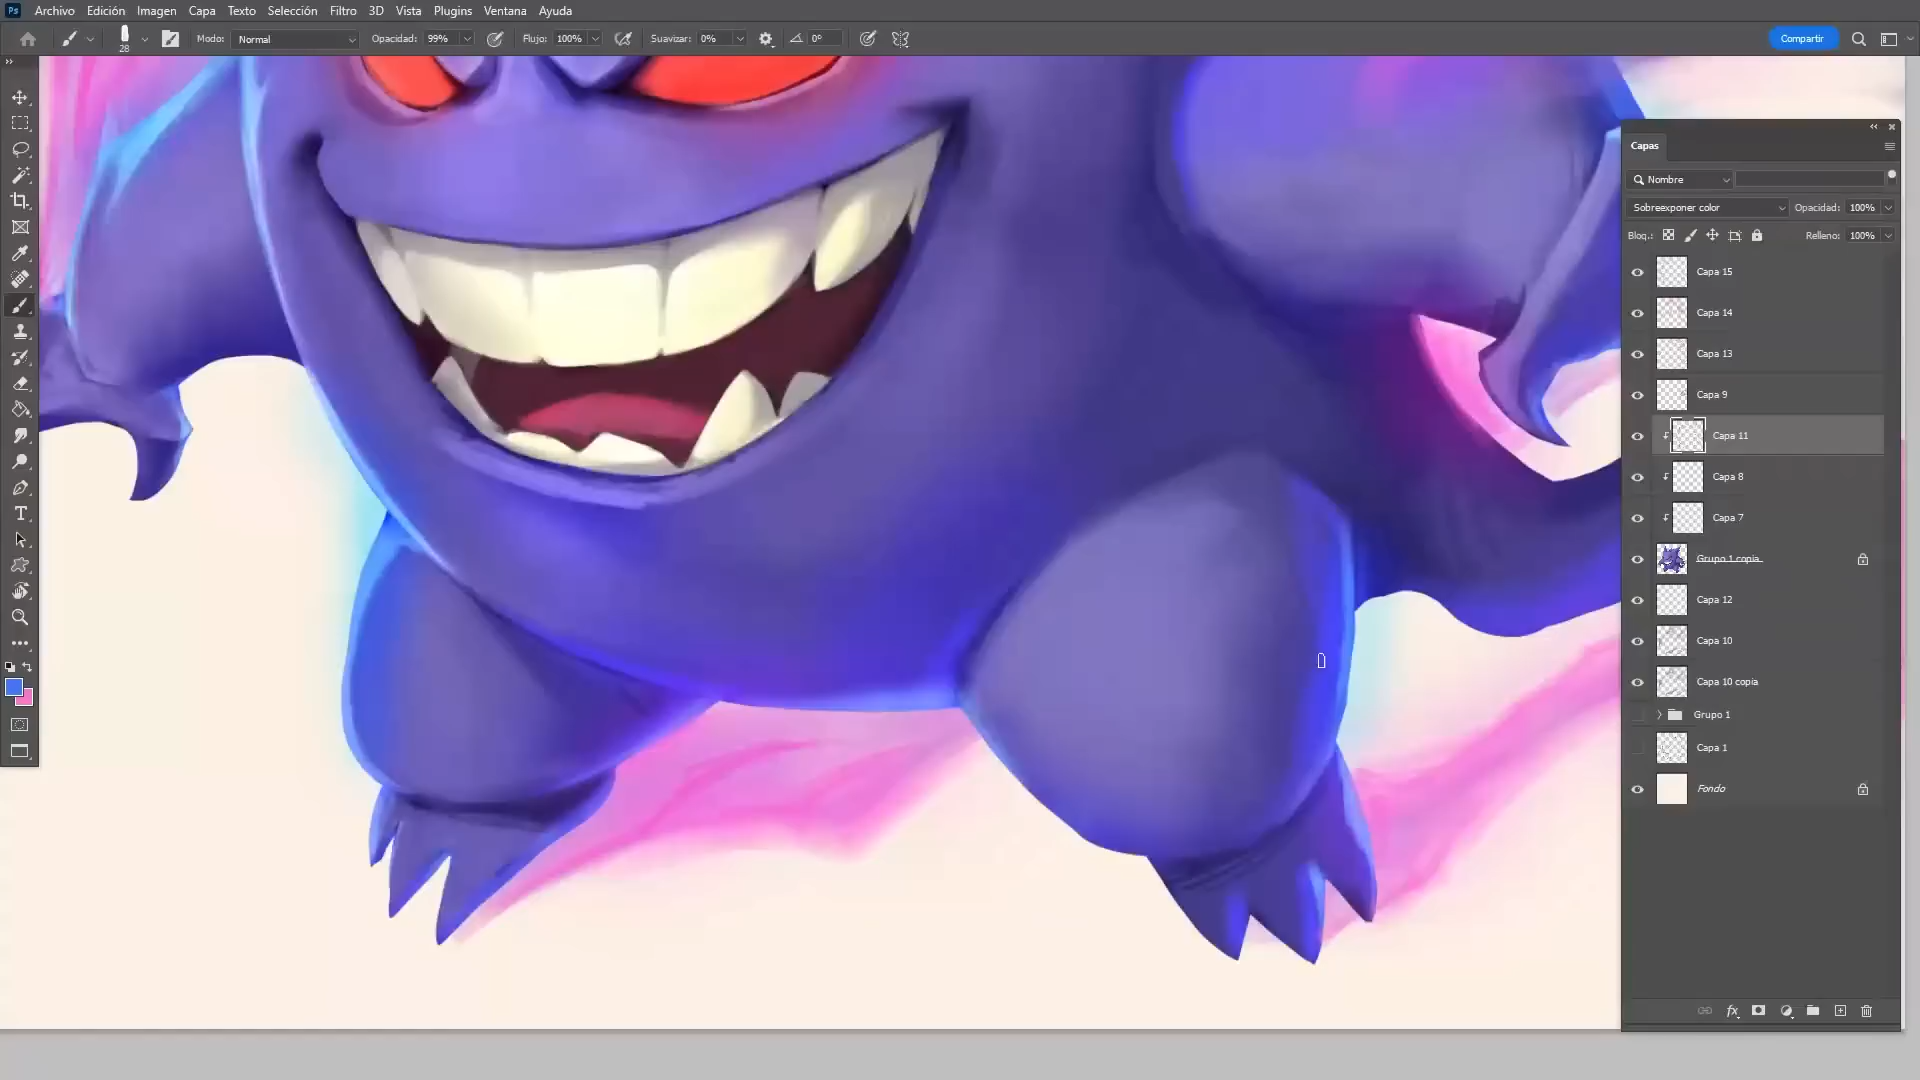 Ps Archivo Edición Imagen Capa Texto Selección Filtro 3D Vista Plugins Ventana Ayuda
28 Modo: Normal Opacidad: 99% Flujo: 100% Suavizar: 0% 0° Compartir
Capas
Nombre
Sobreexponer color Opacidad: 100%
Bloq.: Relleno: 100%
Capa 15
Capa 14
Capa 13
Capa 9
Capa 11
Capa 8
Capa 7
Grupo 1 copia
Capa 12
Capa 10
Capa 10 copia
Grupo 1
Capa 1
Fondo
fx